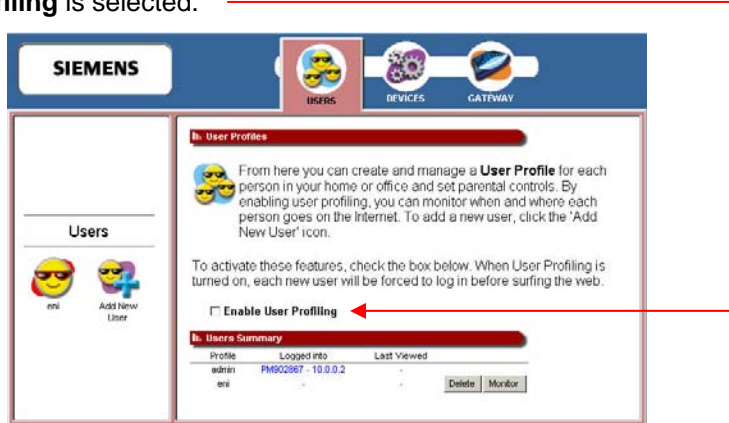 iling is selected.
SIEMENS
USERS
DEVICES
GATEWAY
User Profiles
From here you can create and manage a User Profile for each
person in your home or office and set parental controls. By
enabling user profiling, you can monitor when and where each
person goes on the Internet. To add a new user, click the 'Add
New User' icon.
Users
eni
Add New
User
To activate these features, check the box below. When User Profiling is
turned on, each new user will be forced to log in before surfing the web.
Enable User Profiling
Users Summary
Profile Logged into Last Viewed
admin PM902867 - 10.0.0.2 -
eni - - Delete Monitor